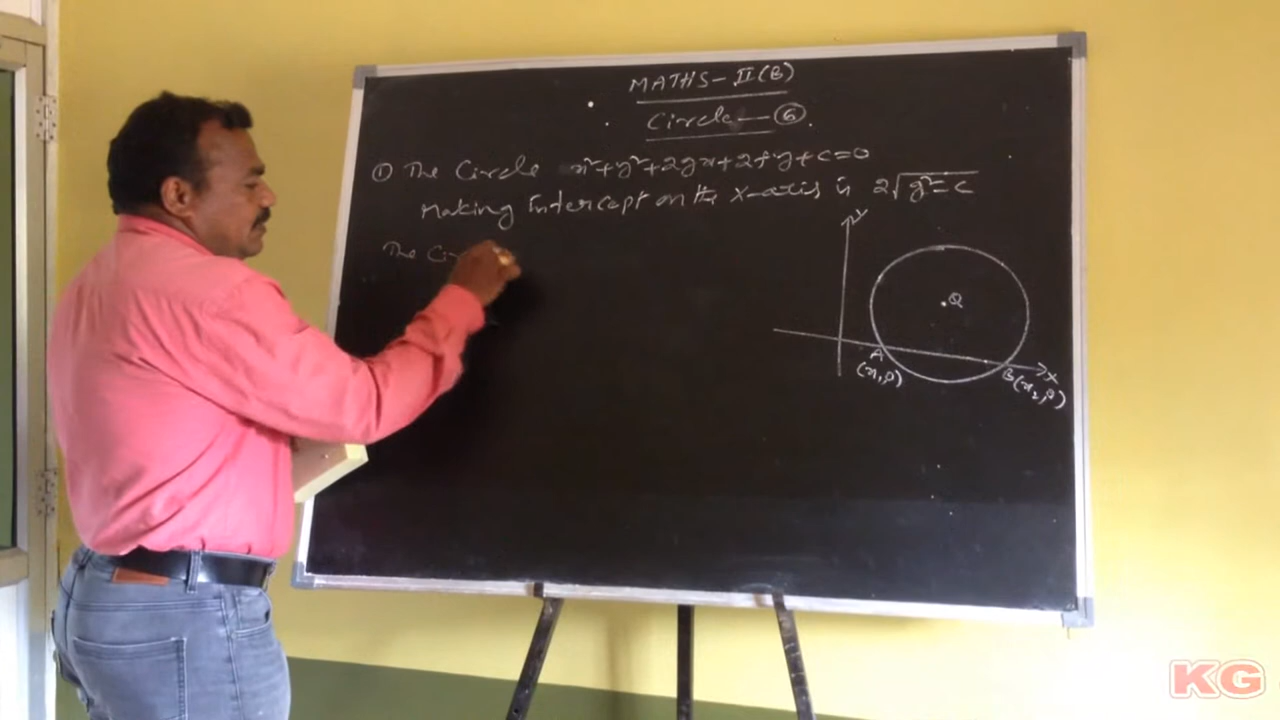 MATHS - II (B)
Circle - 6
① The Circle x²+y²+2gx+2fy+c=0
Making Intercept on the X-axis is 2√g²-c
The Cir
Y
Q
A
(x₁,0)
B(x₂,0)
X
KG